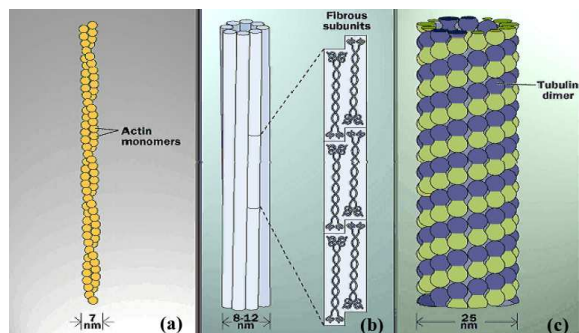 Actin
monomers
7
nm
(a)
Fibrous
subunits
8-12
nm
(b)
Tubulin
dimer
25
nm
(c)